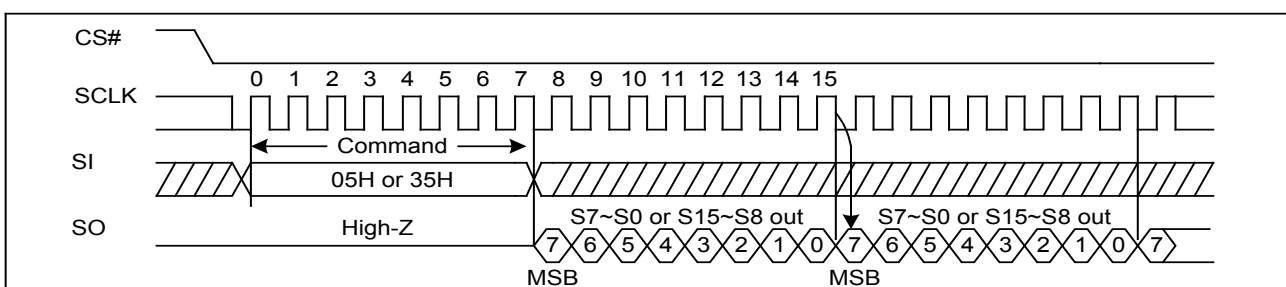 CS#
0 1 2 3 4 5 6 7 8 9 10 11 12 13 14 15
SCLK
Command
SI
05H or 35H
S7~S0 or S15~S8 out S7~S0 or S15~S8 out
SO High-Z
7 6 5 4 3 2 1 0 7 6 5 4 3 2 1 0 7
MSB MSB